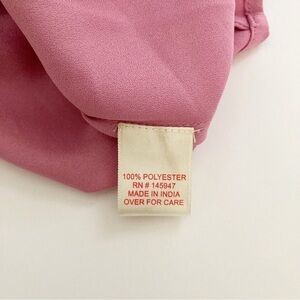 100% POLYESTER
RN # 145947
MADE IN INDIA
OVER FOR CARE